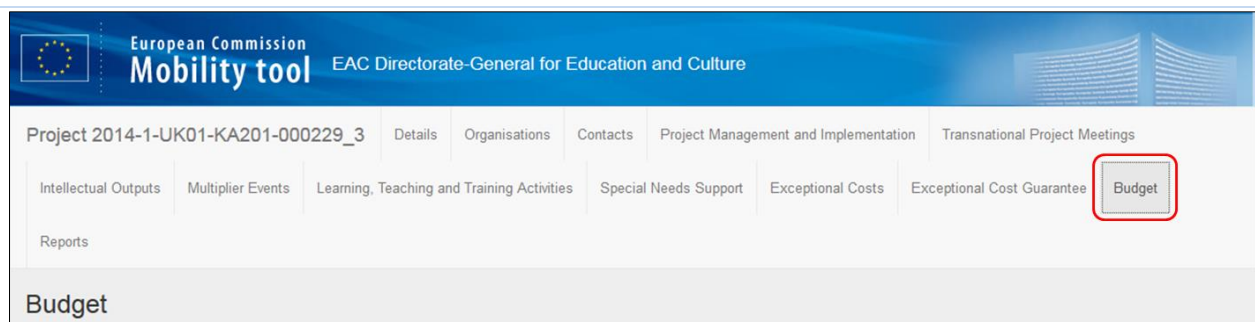 European Commission
Mobility tool EAC Directorate-General for Education and Culture
Project 2014-1-UK01-KA201-000229_3 Details Organisations Contacts Project Management and Implementation Transnational Project Meetings
Intellectual Outputs Multiplier Events Learning, Teaching and Training Activities Special Needs Support Exceptional Costs Exceptional Cost Guarantee Budget
Reports
Budget